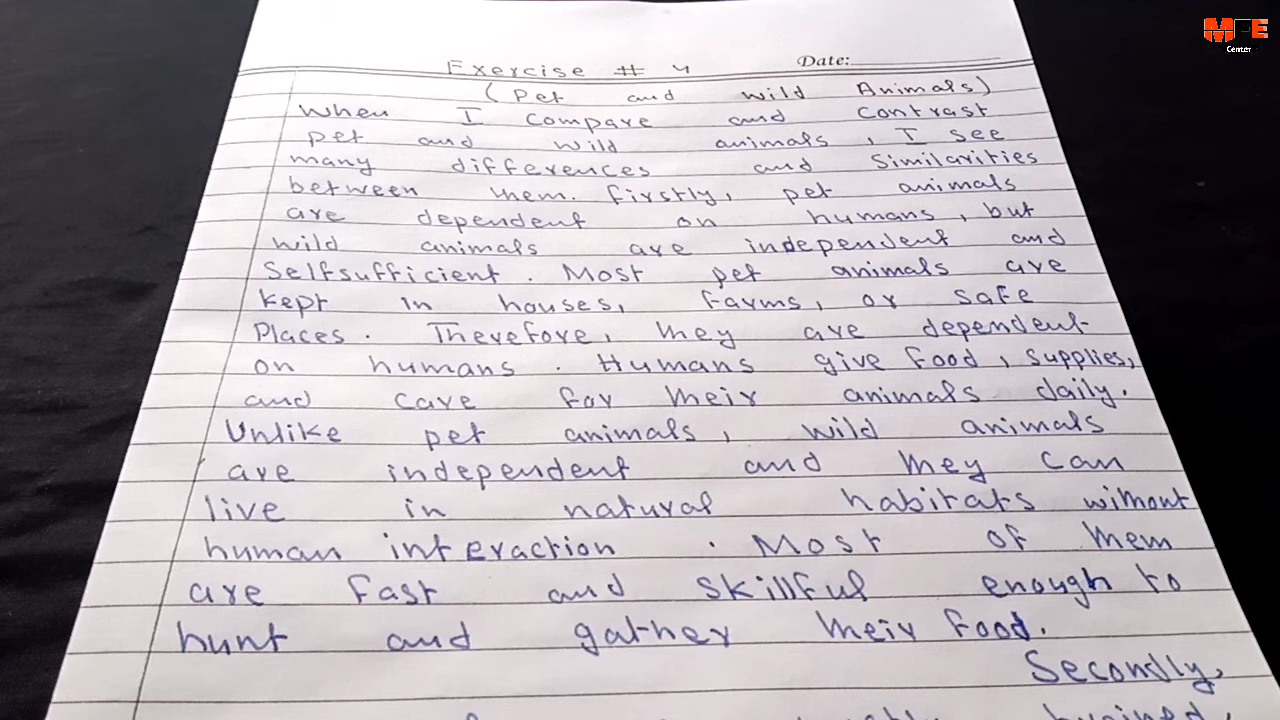 MFE
Center
Date:
Exercise # 4
(Pet and wild Animals)
When I compare and contrast
pet and wild animals, I see
many differences and similarities
between them. firstly, pet animals
are dependent on humans, but
wild animals are independent and
Selfsufficient. Most pet animals are
kept in houses, farms, or safe
Places. Therefore, they are dependent
on humans. Humans give food, supplies,
and care for their animals daily.
Unlike pet animals, wild animals
are independent and they can
live in natural habitats without
human interaction. Most of them
are fast and skillful enough to
hunt and gather their food.
Secondly,